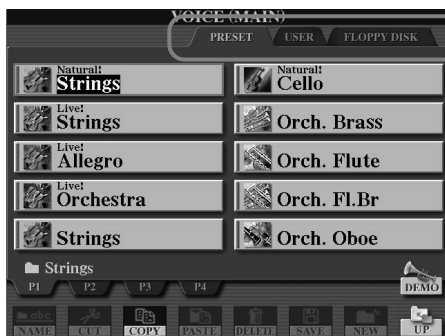 VOICE (MAIN)
PRESET USER FLOPPY DISK
Natural!
Strings
Natural!
Cello
Live!
Strings
Orch. Brass
Live!
Allegro
Orch. Flute
Live!
Orchestra
Orch. Fl.Br
Strings
Orch. Oboe
Strings
P1 P2 P3 P4
DEMO
abc
NAME CUT COPY PASTE DELETE SAVE NEW UP